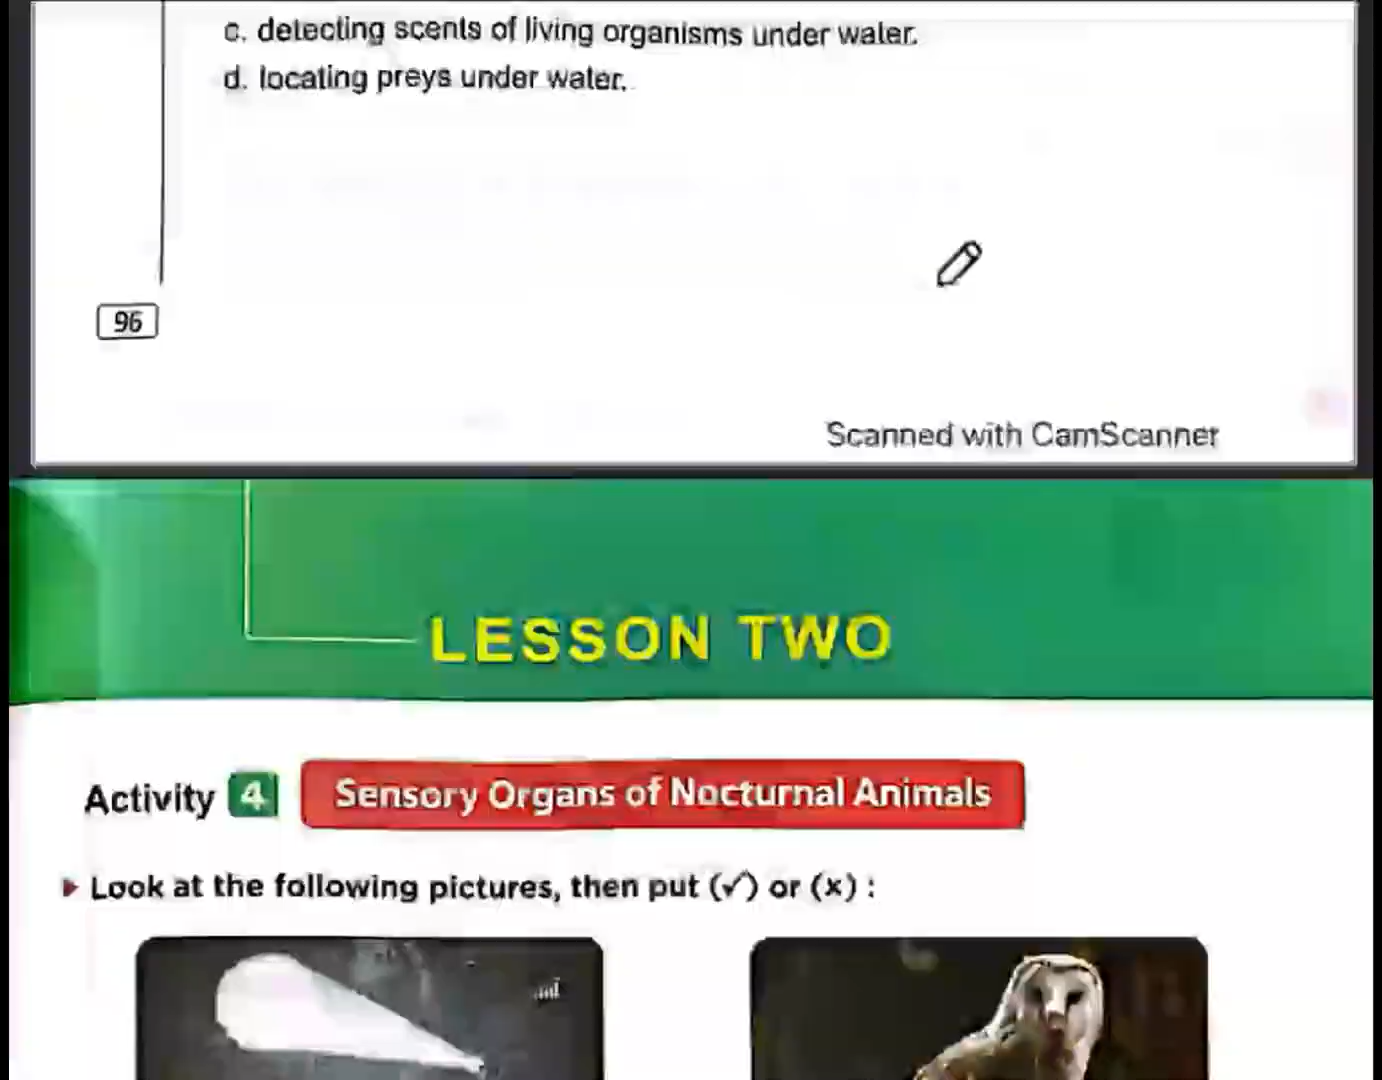 c. detecting scents of living organisms under water.
d. locating preys under water.
96
Scanned with CamScanner
LESSON TWO
Activity 4 Sensory Organs of Nocturnal Animals
Look at the following pictures, then put (✓) or (x) :